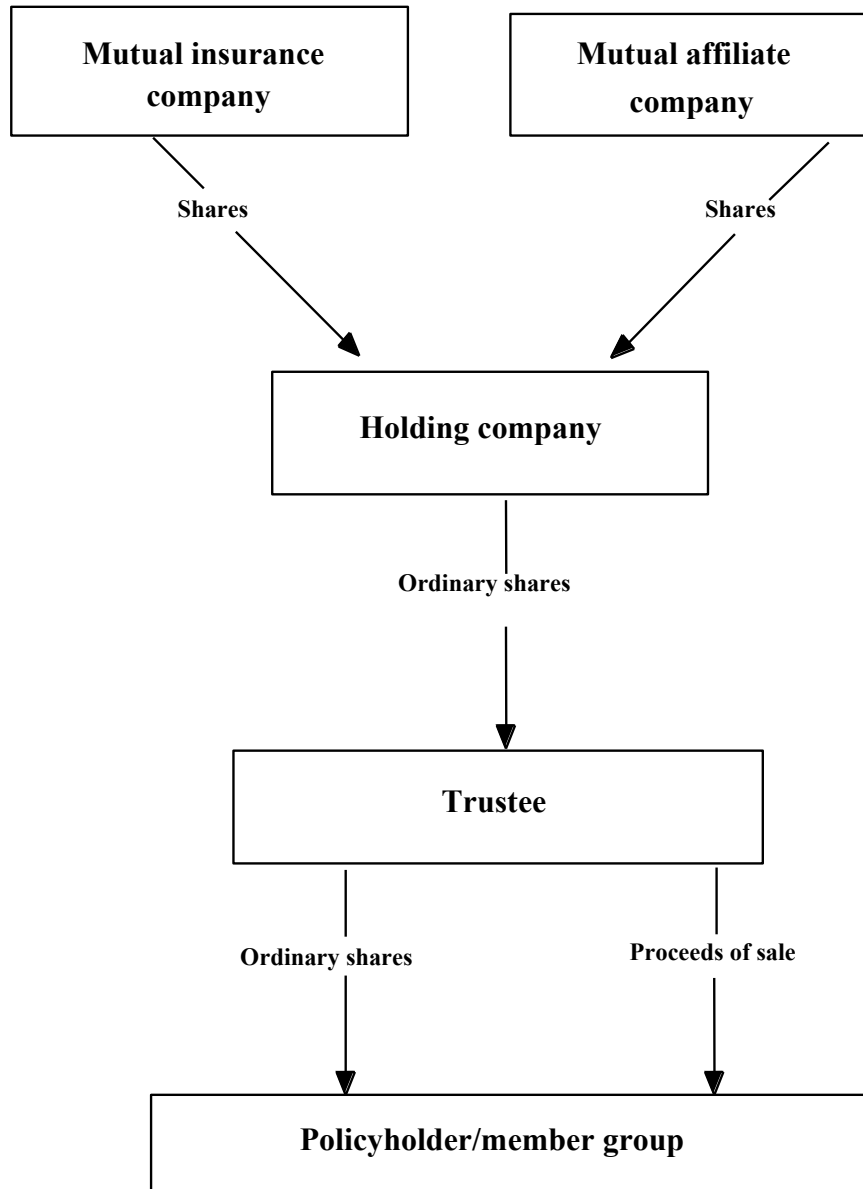 Mutual insurance
company
Mutual affiliate
company
Shares
Shares
Holding company
Ordinary shares
Trustee
Ordinary shares
Proceeds of sale
Policyholder/member group